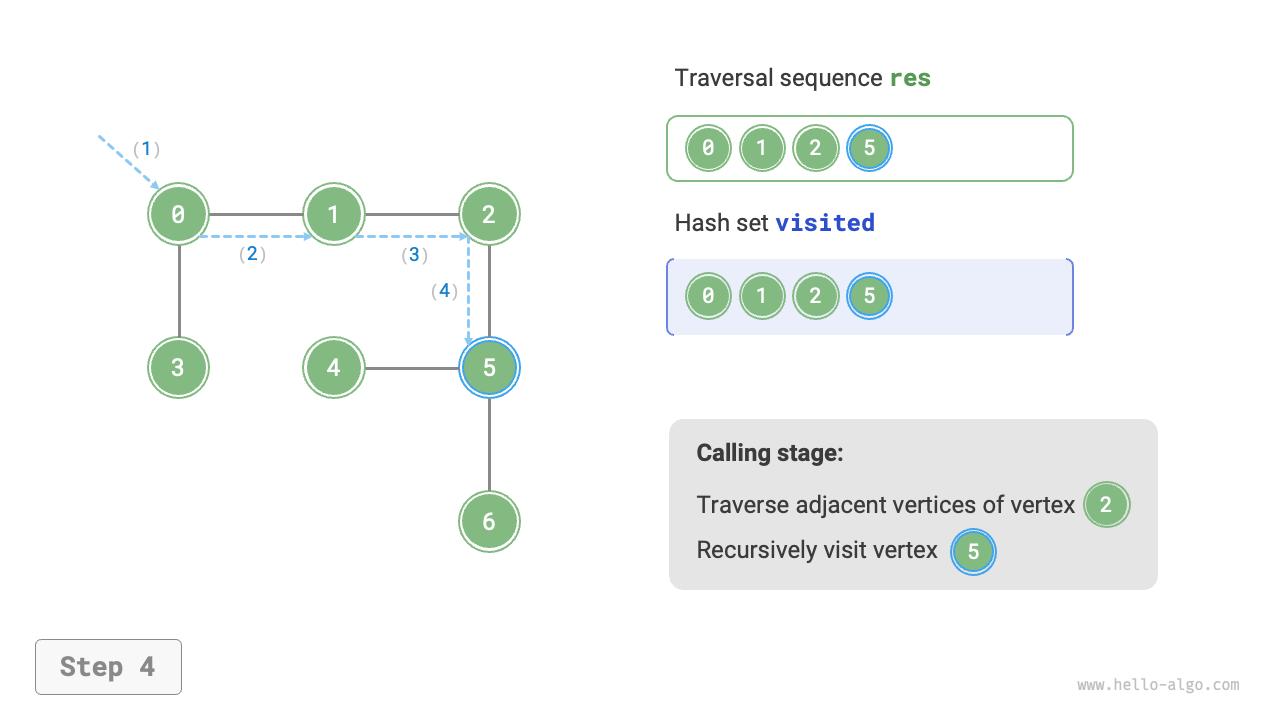 Traversal sequence res
(1)
0 1 2 5
0 1 2
Hash set visited
(2) (3)
(4)
0 1 2 5
3 4 5
Calling stage:
Traverse adjacent vertices of vertex 2
6
Recursively visit vertex 5
Step 4
www.hello-algo.com